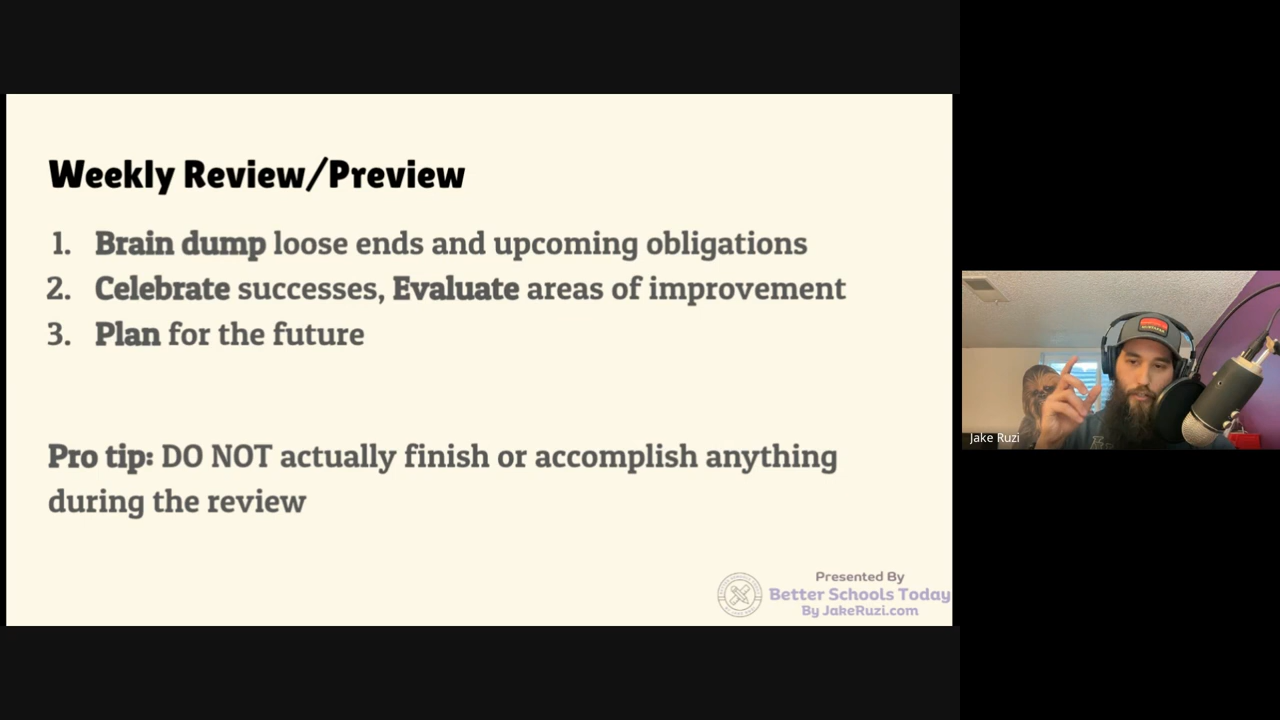 Weekly Review/Preview
1. Brain dump loose ends and upcoming obligations
2. Celebrate successes, Evaluate areas of improvement
3. Plan for the future
Pro tip: DO NOT actually finish or accomplish anything
during the review
Presented By
Better Schools Today
By JakeRuzi.com
Jake Ruzi